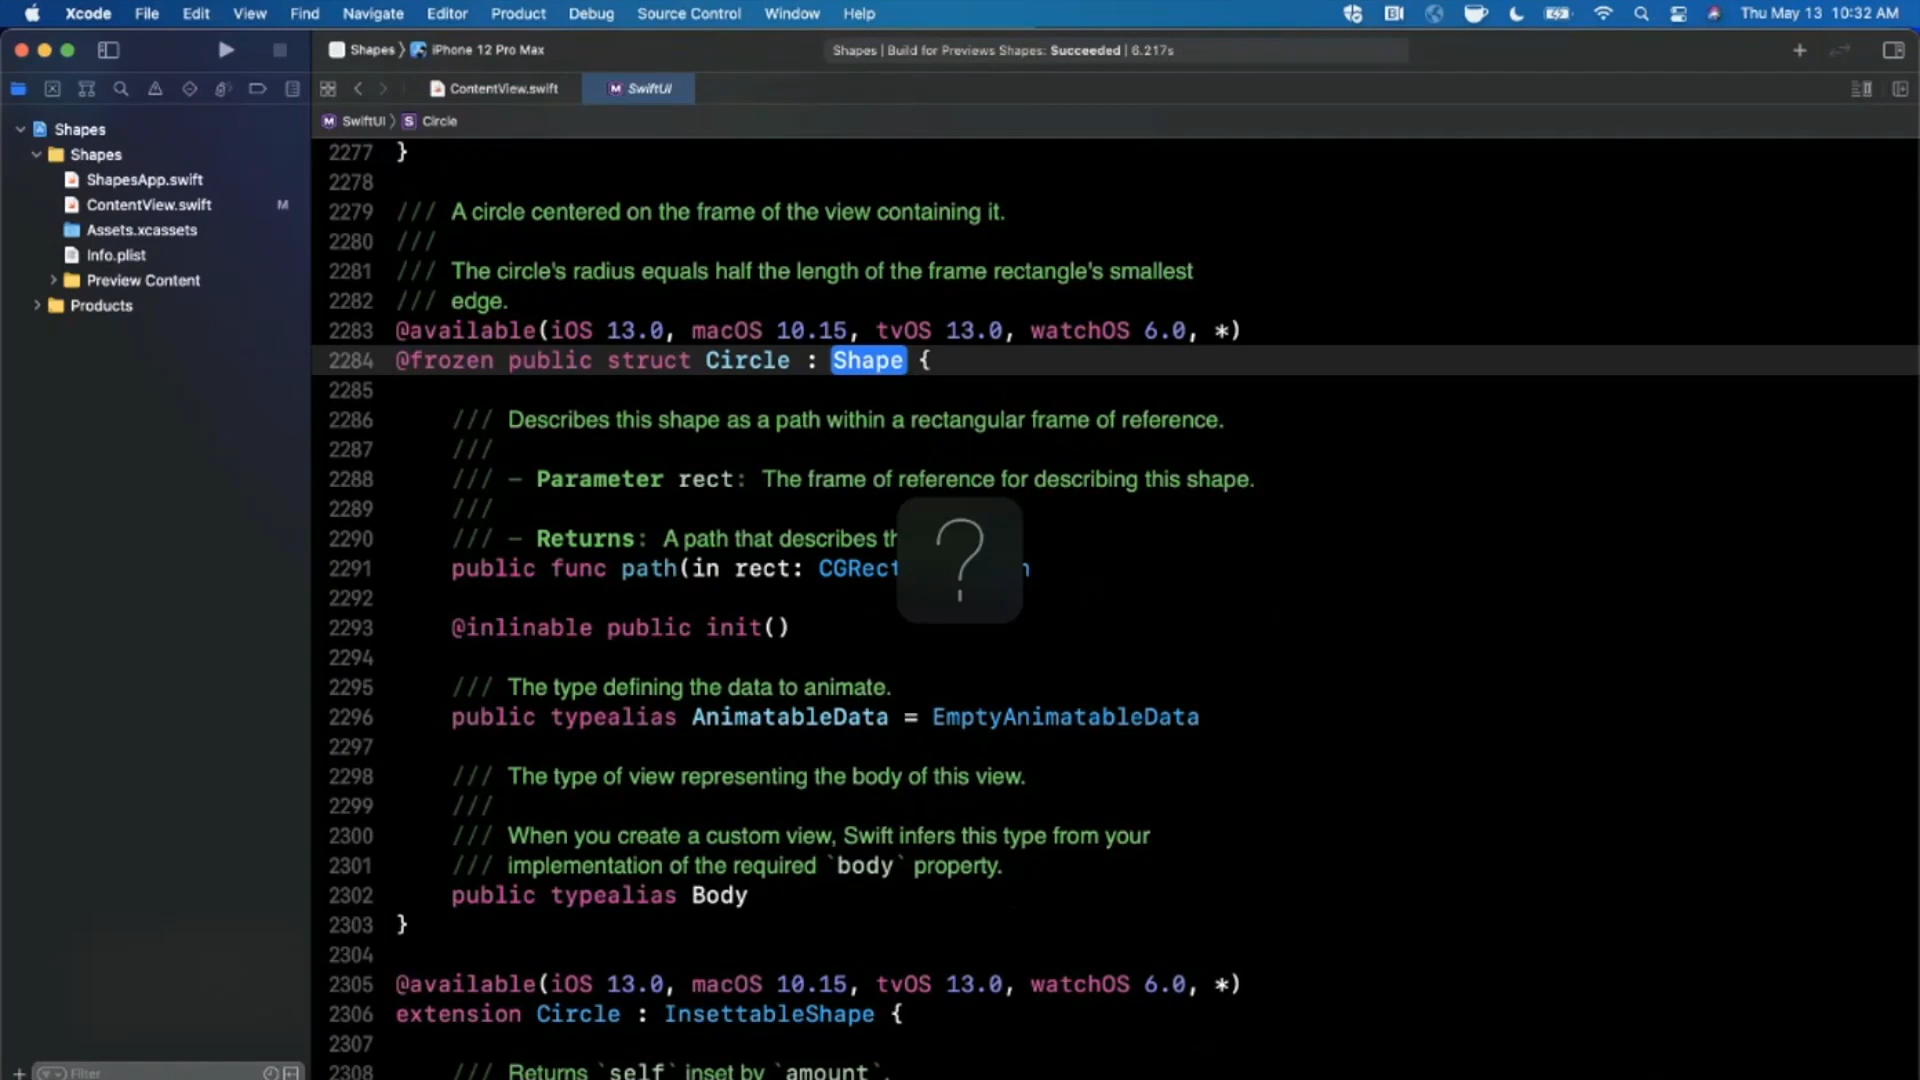 Xcode File Edit View Find Navigate Editor Product Debug Source Control Window Help Thu May 13 10:32 AM
Shapes iPhone 12 Pro Max Shapes | Build for Previews Shapes: Succeeded | 6.217s
ContentView.swift M SwiftUI
M SwiftUI S Circle
Shapes
Shapes
ShapesApp.swift
ContentView.swift M
Assets.xcassets
Info.plist
Preview Content
Products
Filter
2277 }
2278
2279 /// A circle centered on the frame of the view containing it.
2280 ///
2281 /// The circle's radius equals half the length of the frame rectangle's smallest
2282 /// edge.
2283 @available(iOS 13.0, macOS 10.15, tvOS 13.0, watchOS 6.0, *)
2284 @frozen public struct Circle : Shape {
2285
2286 /// Describes this shape as a path within a rectangular frame of reference.
2287 ///
2288 /// - Parameter rect: The frame of reference for describing this shape.
2289 ///
2290 /// - Returns: A path that describes
2291 public func path(in rect: CGRect
2292
2293 @inlinable public init()
2294
2295 /// The type defining the data to animate.
2296 public typealias AnimatableData = EmptyAnimatableData
2297
2298 /// The type of view representing the body of this view.
2299 ///
2300 /// When you create a custom view, Swift infers this type from your
2301 /// implementation of the required `body` property.
2302 public typealias Body
2303 }
2304
2305 @available(iOS 13.0, macOS 10.15, tvOS 13.0, watchOS 6.0, *)
2306 extension Circle : InsettableShape {
2307
2308 /// Returns `self` inset by `amount`.
?